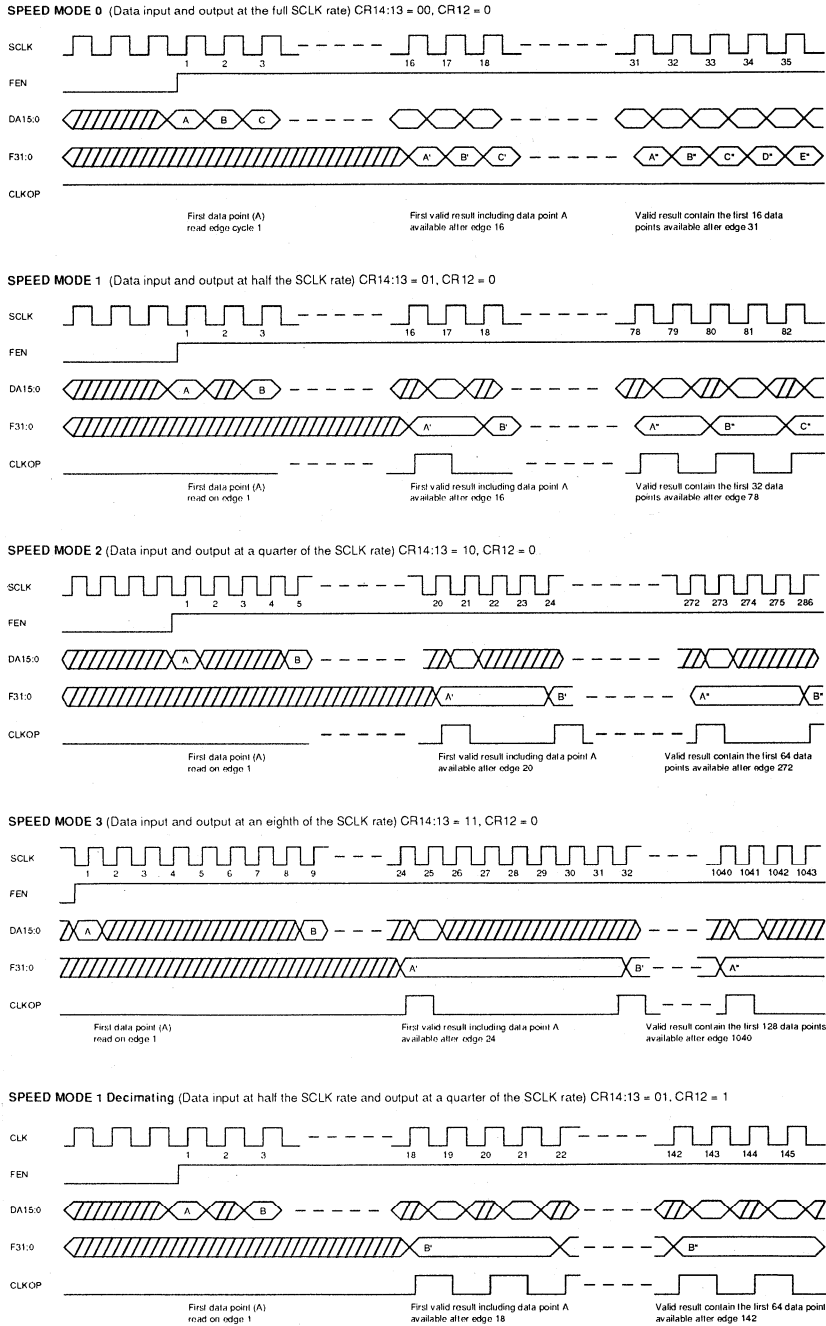 SPEED MODE 0 (Data input and output at the full SCLK rate) CR14:13 = 00, CR12 = 0
SCLK
1 2 3 16 17 18 31 32 33 34 35
FEN
DA15:0
A B C
F31:0
A' B' C' A" B" C" D" E"
CLKOP
First data point (A)
read edge cycle 1
First valid result including data point A
available after edge 16
Valid result contain the first 16 data
points available after edge 31
SPEED MODE 1 (Data input and output at half the SCLK rate) CR14:13 = 01, CR12 = 0
SCLK
1 2 3 16 17 18 78 79 80 81 82
FEN
DA15:0
A B
F31:0
A' B' A" B" C"
CLKOP
First data point (A)
read on edge 1
First valid result including data point A
available after edge 16
Valid result contain the first 32 data
points available after edge 78
SPEED MODE 2 (Data input and output at a quarter of the SCLK rate) CR14:13 = 10, CR12 = 0
SCLK
1 2 3 4 5 20 21 22 23 24 272 273 274 275 286
FEN
DA15:0
A B
F31:0
A' B' A" B"
CLKOP
First data point (A)
read on edge 1
First valid result including data point A
available after edge 20
Valid result contain the first 64 data
points available after edge 272
SPEED MODE 3 (Data input and output at an eighth of the SCLK rate) CR14:13 = 11, CR12 = 0
SCLK
1 2 3 4 5 6 7 8 9 24 25 26 27 28 29 30 31 32 1040 1041 1042 1043
FEN
DA15:0
A B
F31:0
A' B' A"
CLKOP
First data point (A)
read on edge 1
First valid result including data point A
available after edge 24
Valid result contain the first 128 data points
available after edge 1040
SPEED MODE 1 Decimating (Data input at half the SCLK rate and output at a quarter of the SCLK rate) CR14:13 = 01, CR12 = 1
CLK
1 2 3 18 19 20 21 22 142 143 144 145
FEN
DA15:0
A B
F31:0
B' B"
CLKOP
First data point (A)
read on edge 1
First valid result including data point A
available after edge 18
Valid result contain the first 64 data point
available after edge 142